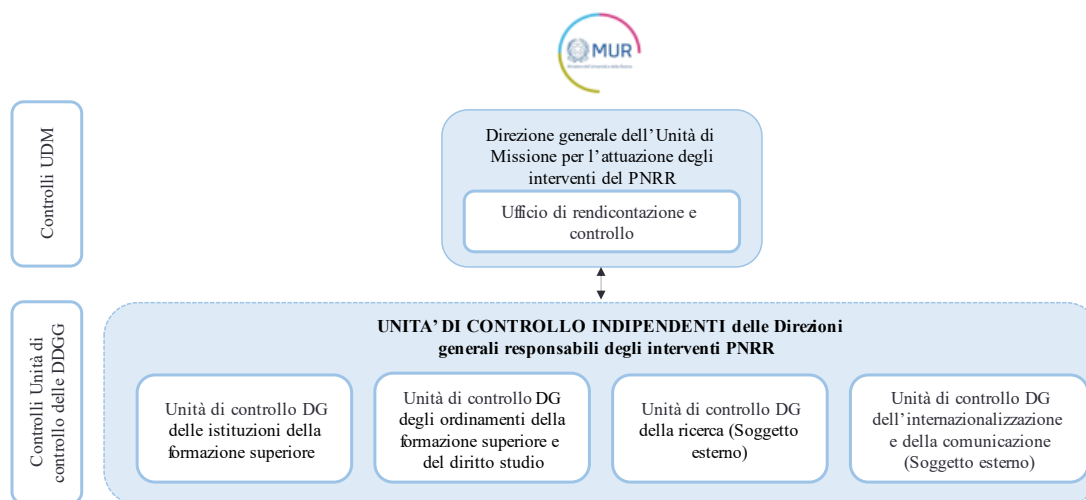 MUR
Controlli UDM
Direzione generale dell'Unità di
Missione per l'attuazione degli
interventi del PNRR
Ufficio di rendicontazione e
controllo
Controlli Unità di
controllo delle DDGG
UNITA' DI CONTROLLO INDIPENDENTI delle Direzioni
generali responsabili degli interventi PNRR
Unità di controllo DG
delle istituzioni della
formazione superiore
Unità di controllo DG
degli ordinamenti della
formazione superiore e
del diritto studio
Unità di controllo DG
della ricerca (Soggetto
esterno)
Unità di controllo DG
dell'internazionalizzazione
e della comunicazione
(Soggetto esterno)